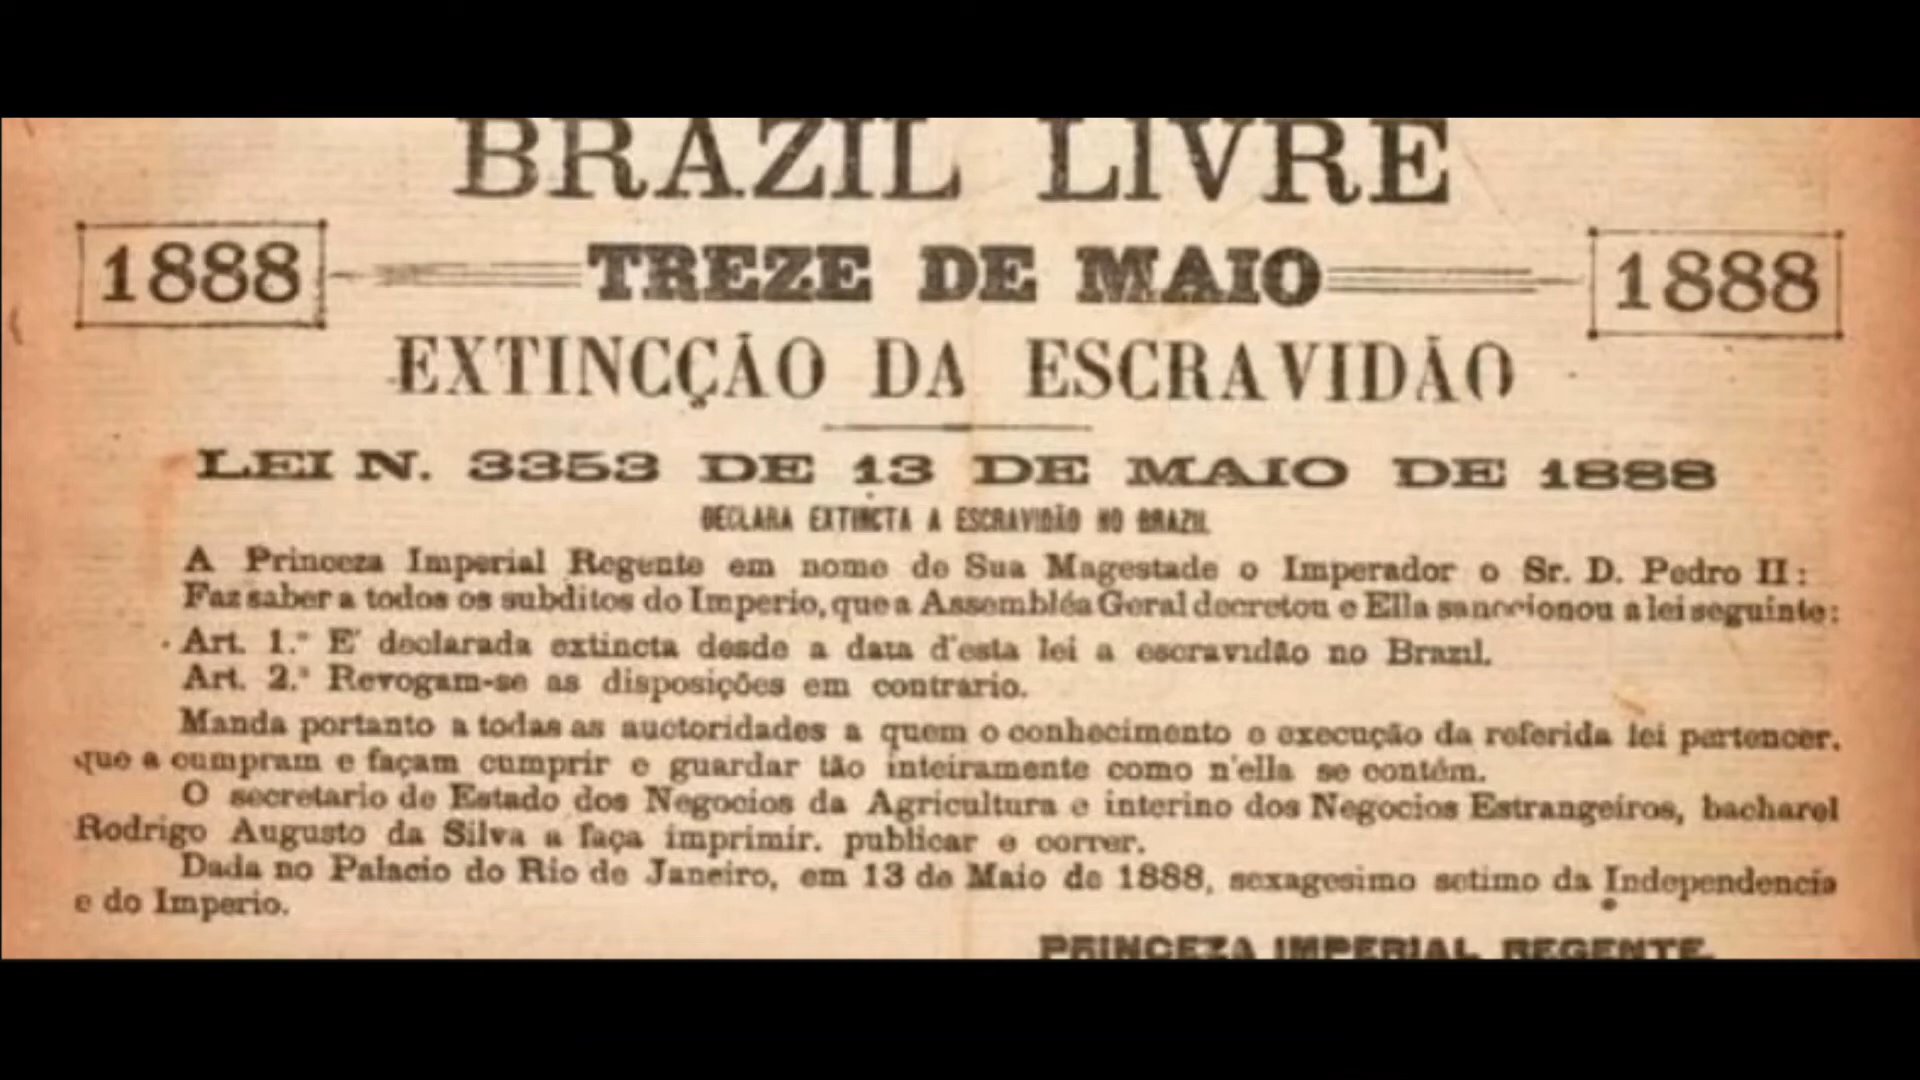 BRAZIL LIVRE
1888 TREZE DE MAIO 1888
EXTINCÇÃO DA ESCRAVIDÃO
LEI N. 3353 DE 13 DE MAIO DE 1888
DECLARA EXTINCTA A ESCRAVIDÃO NO BRAZIL
A Princeza Imperial Regente em nome de Sua Magestade o Imperador o Sr. D. Pedro II:
Faz saber a todos os subditos do Imperio, que a Assembléa Geral decretou e Ella sanccionou a lei seguinte:
Art. 1.º E' declarada extincta desde a data d'esta lei a escravidão no Brazil.
Art. 2.º Revogam-se as disposições em contrario.
Manda portanto a todas as auctoridades a quem o conhecimento e execução da referida lei pertencer,
que a cumpram e façam cumprir e guardar tão inteiramente como n'ella se contém.
O secretario de Estado dos Negocios da Agricultura e interino dos Negocios Estrangeiros, bacharel
Rodrigo Augusto da Silva a faça imprimir, publicar e correr.
Dada no Palacio do Rio de Janeiro, em 13 de Maio de 1888, sexagesimo setimo da Independencia
e do Imperio.
PRINCEZA IMPERIAL REGENTE.